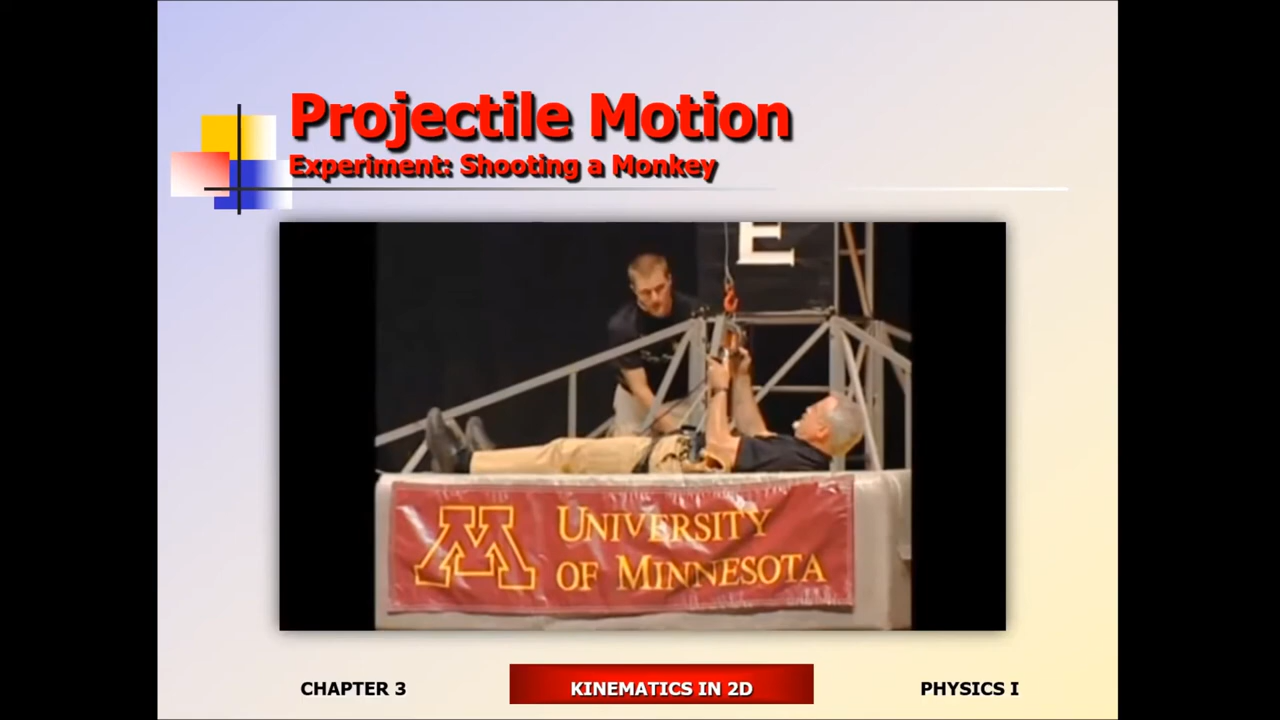 Projectile Motion
Experiment: Shooting a Monkey
E
M
UNIVERSITY
OF MINNESOTA
CHAPTER 3
KINEMATICS IN 2D
PHYSICS I